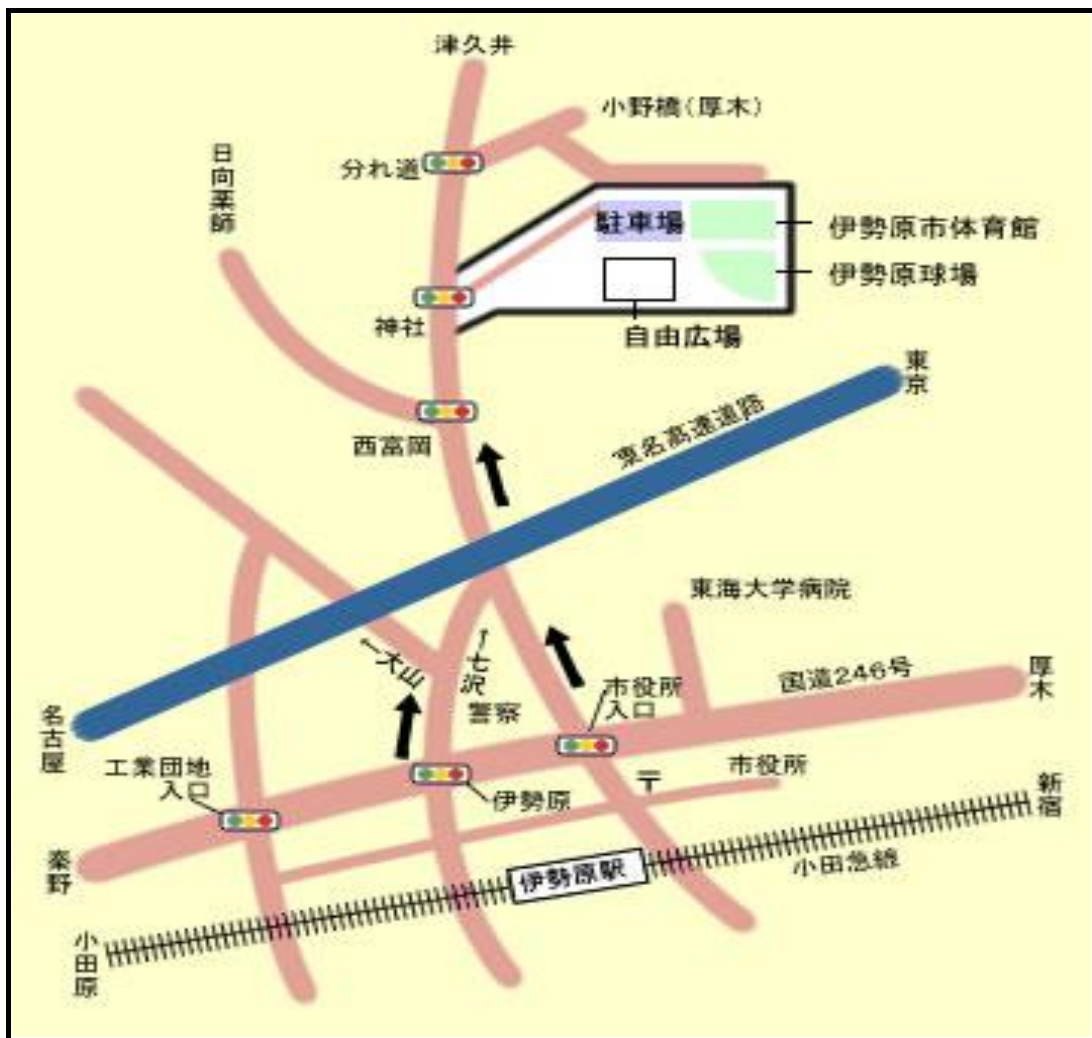 津久井
小野橋(厚木)
日向薬師
分れ道
駐車場
伊勢原市体育館
伊勢原球場
神社
自由広場
東京
東名高速道路
西富岡
東海大学病院
←大山
←七沢
国道246号
厚木
市役所
入口
警察
名古屋
工業団地
入口
伊勢原
〒
市役所
新宿
秦野
伊勢原駅
小田急線
小田原